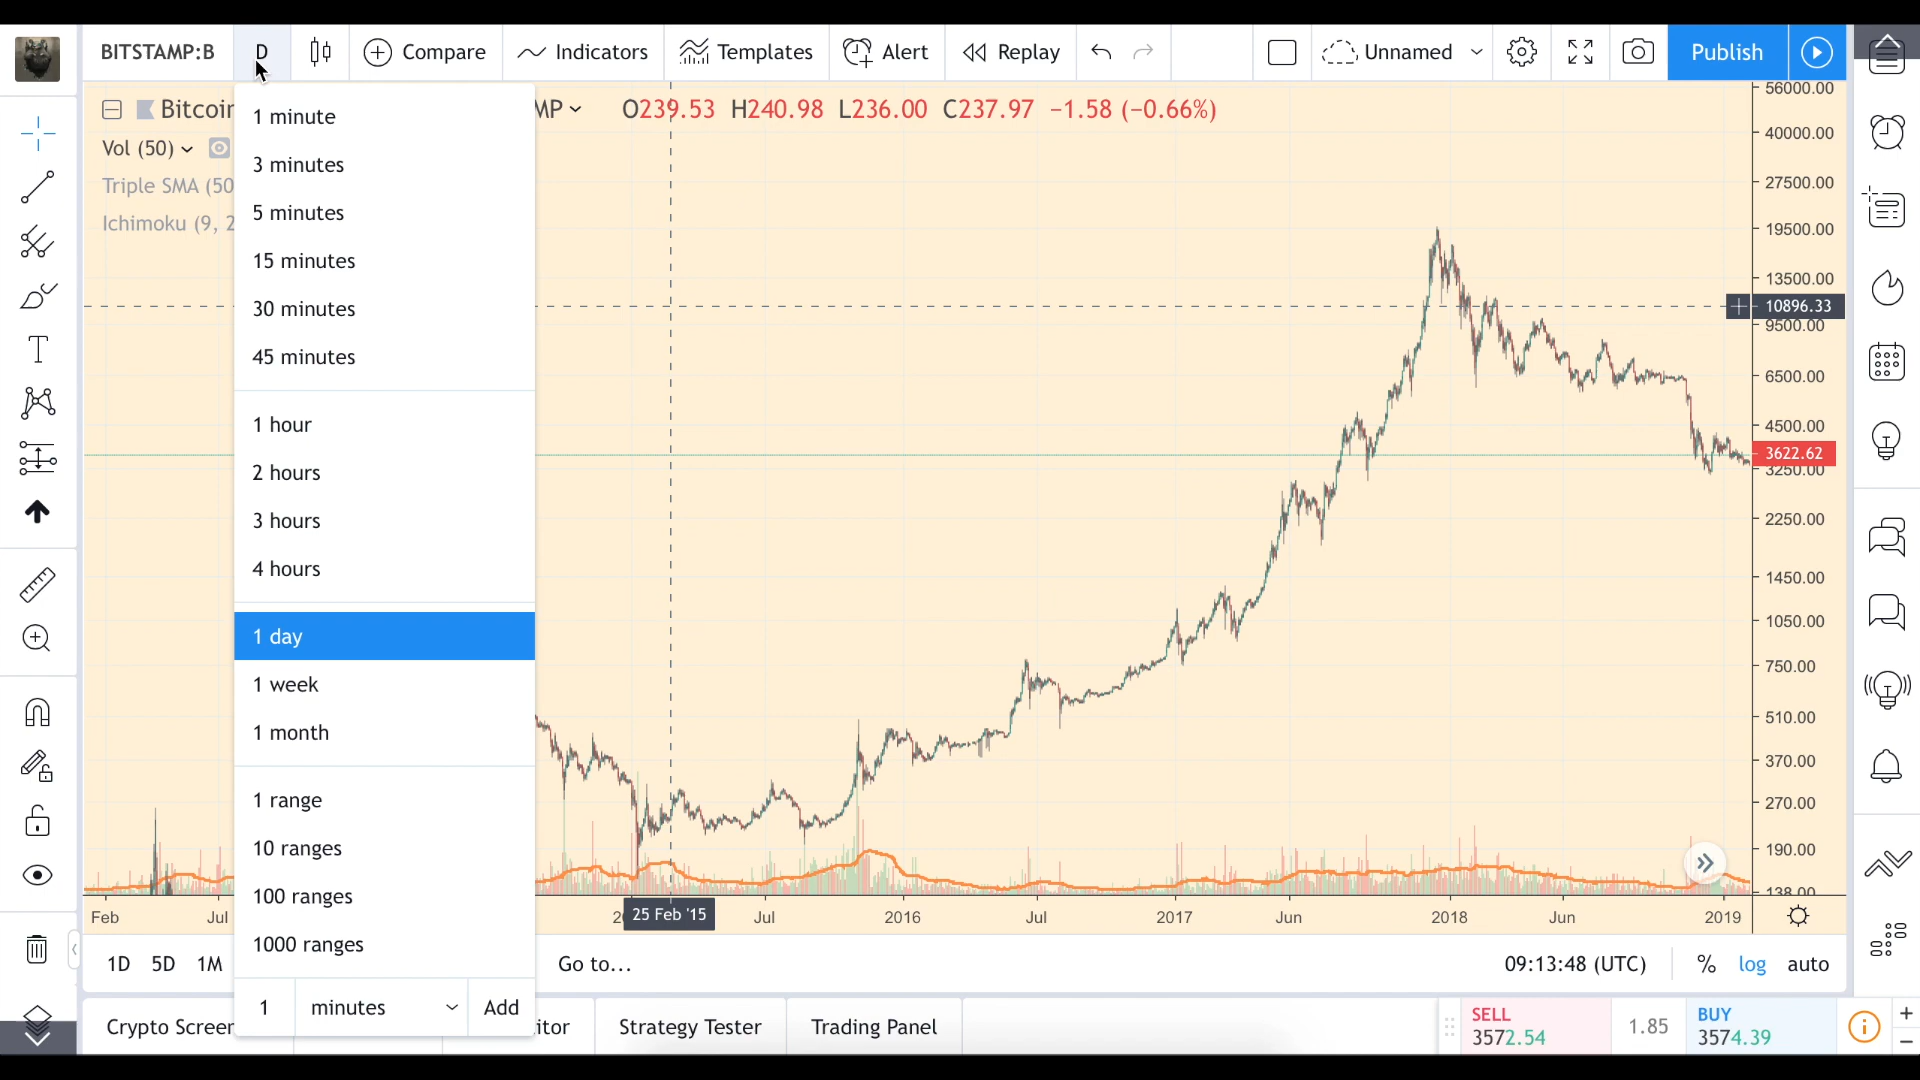 BITSTAMP:B D Compare Indicators Templates Alert Replay Unnamed Publish
Bitcoin MP O239.53 H240.98 L236.00 C237.97 −1.58 (−0.66%)
Vol (50)
Triple SMA (50
Ichimoku (9, 2
1 minute
3 minutes
5 minutes
15 minutes
30 minutes
45 minutes
1 hour
2 hours
3 hours
4 hours
1 day
1 week
1 month
1 range
10 ranges
100 ranges
1000 ranges
1 minutes Add
56000.00
40000.00
27500.00
19500.00
13500.00
10896.33
9500.00
6500.00
4500.00
3622.62
3250.00
2250.00
1450.00
1050.00
750.00
510.00
370.00
270.00
190.00
138.00
Feb Jul 25 Feb '15 Jul 2016 Jul 2017 Jun 2018 Jun 2019
1D 5D 1M Go to... 09:13:48 (UTC) % log auto
Crypto Screen itor Strategy Tester Trading Panel
SELL
3572.54
1.85
BUY
3574.39